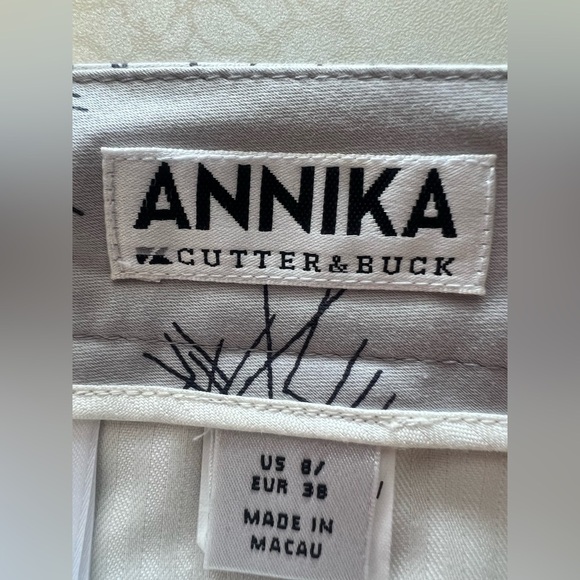 ANNIKA
CUTTER & BUCK
US 8/
EUR 38
MADE IN
MACAU